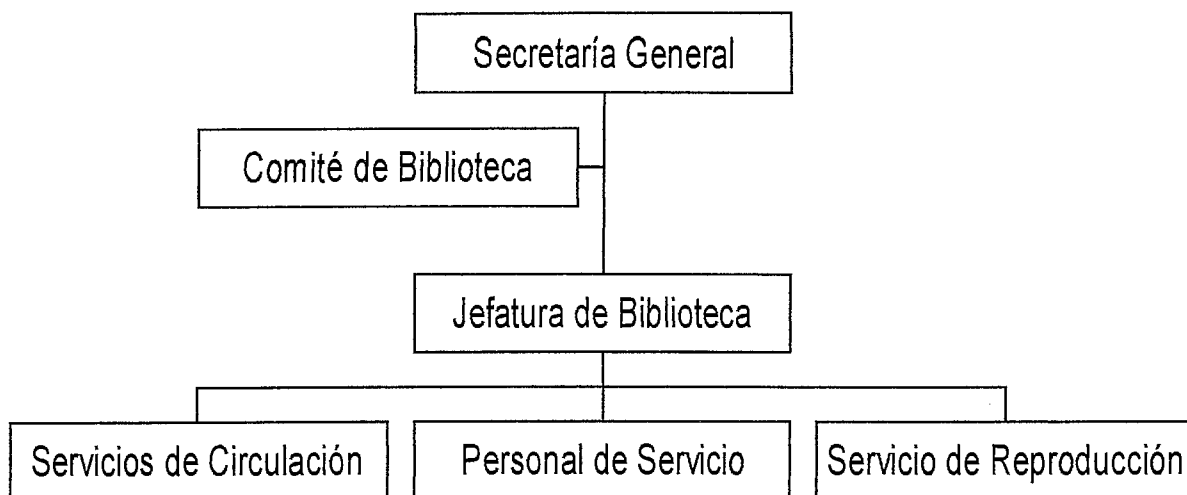 Secretaría General
Comité de Biblioteca
Jefatura de Biblioteca
Servicios de Circulación
Personal de Servicio
Servicio de Reproducción